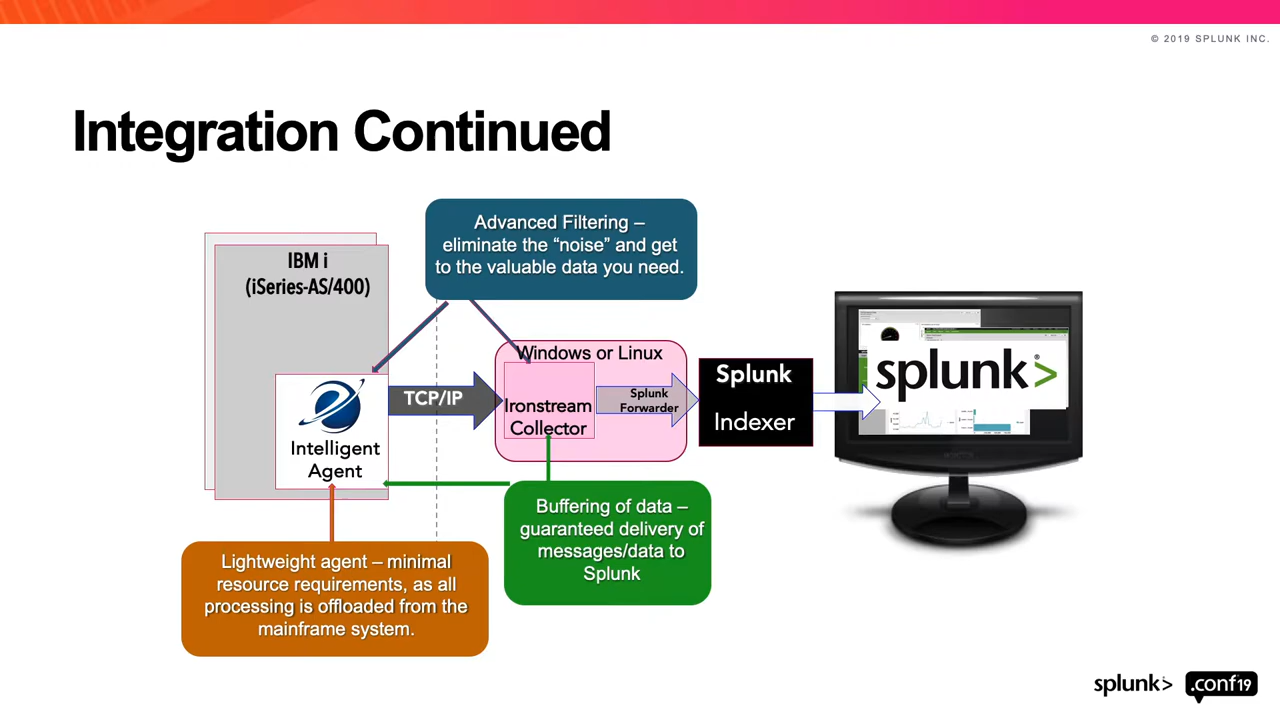 © 2019 SPLUNK INC.
Integration Continued
Advanced Filtering –
eliminate the “noise” and get
to the valuable data you need.
IBM i
(iSeries-AS/400)
Windows or Linux
TCP/IP
Ironstream
Collector
Splunk
Forwarder
Splunk
Indexer
splunk>®
Intelligent
Agent
Buffering of data –
guaranteed delivery of
messages/data to
Splunk
Lightweight agent – minimal
resource requirements, as all
processing is offloaded from the
mainframe system.
splunk> .conf19